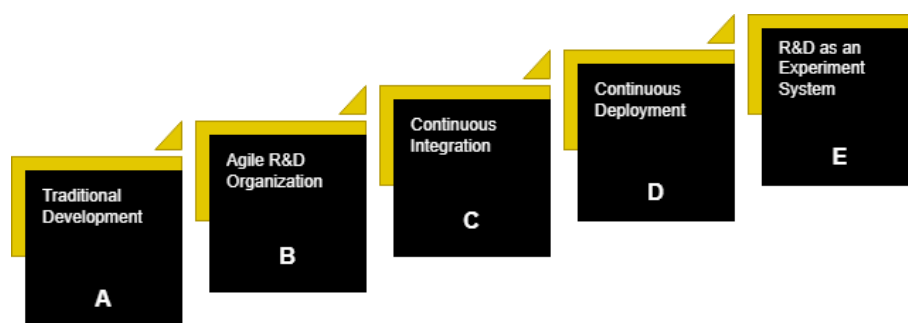 Traditional
Development
A
Agile R&D
Organization
B
Continuous
Integration
C
Continuous
Deployment
D
R&D as an
Experiment
System
E